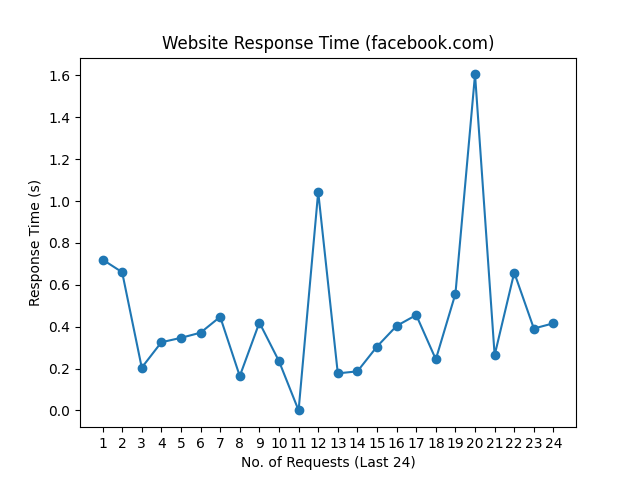 Website Response Time (facebook.com)
1.6
1.4
1.2
1.0
0.8
0.6
0.4
0.2
0.0
Response Time (s)
1 2 3 4 5 6 7 8 9 10 11 12 13 14 15 16 17 18 19 20 21 22 23 24
No. of Requests (Last 24)